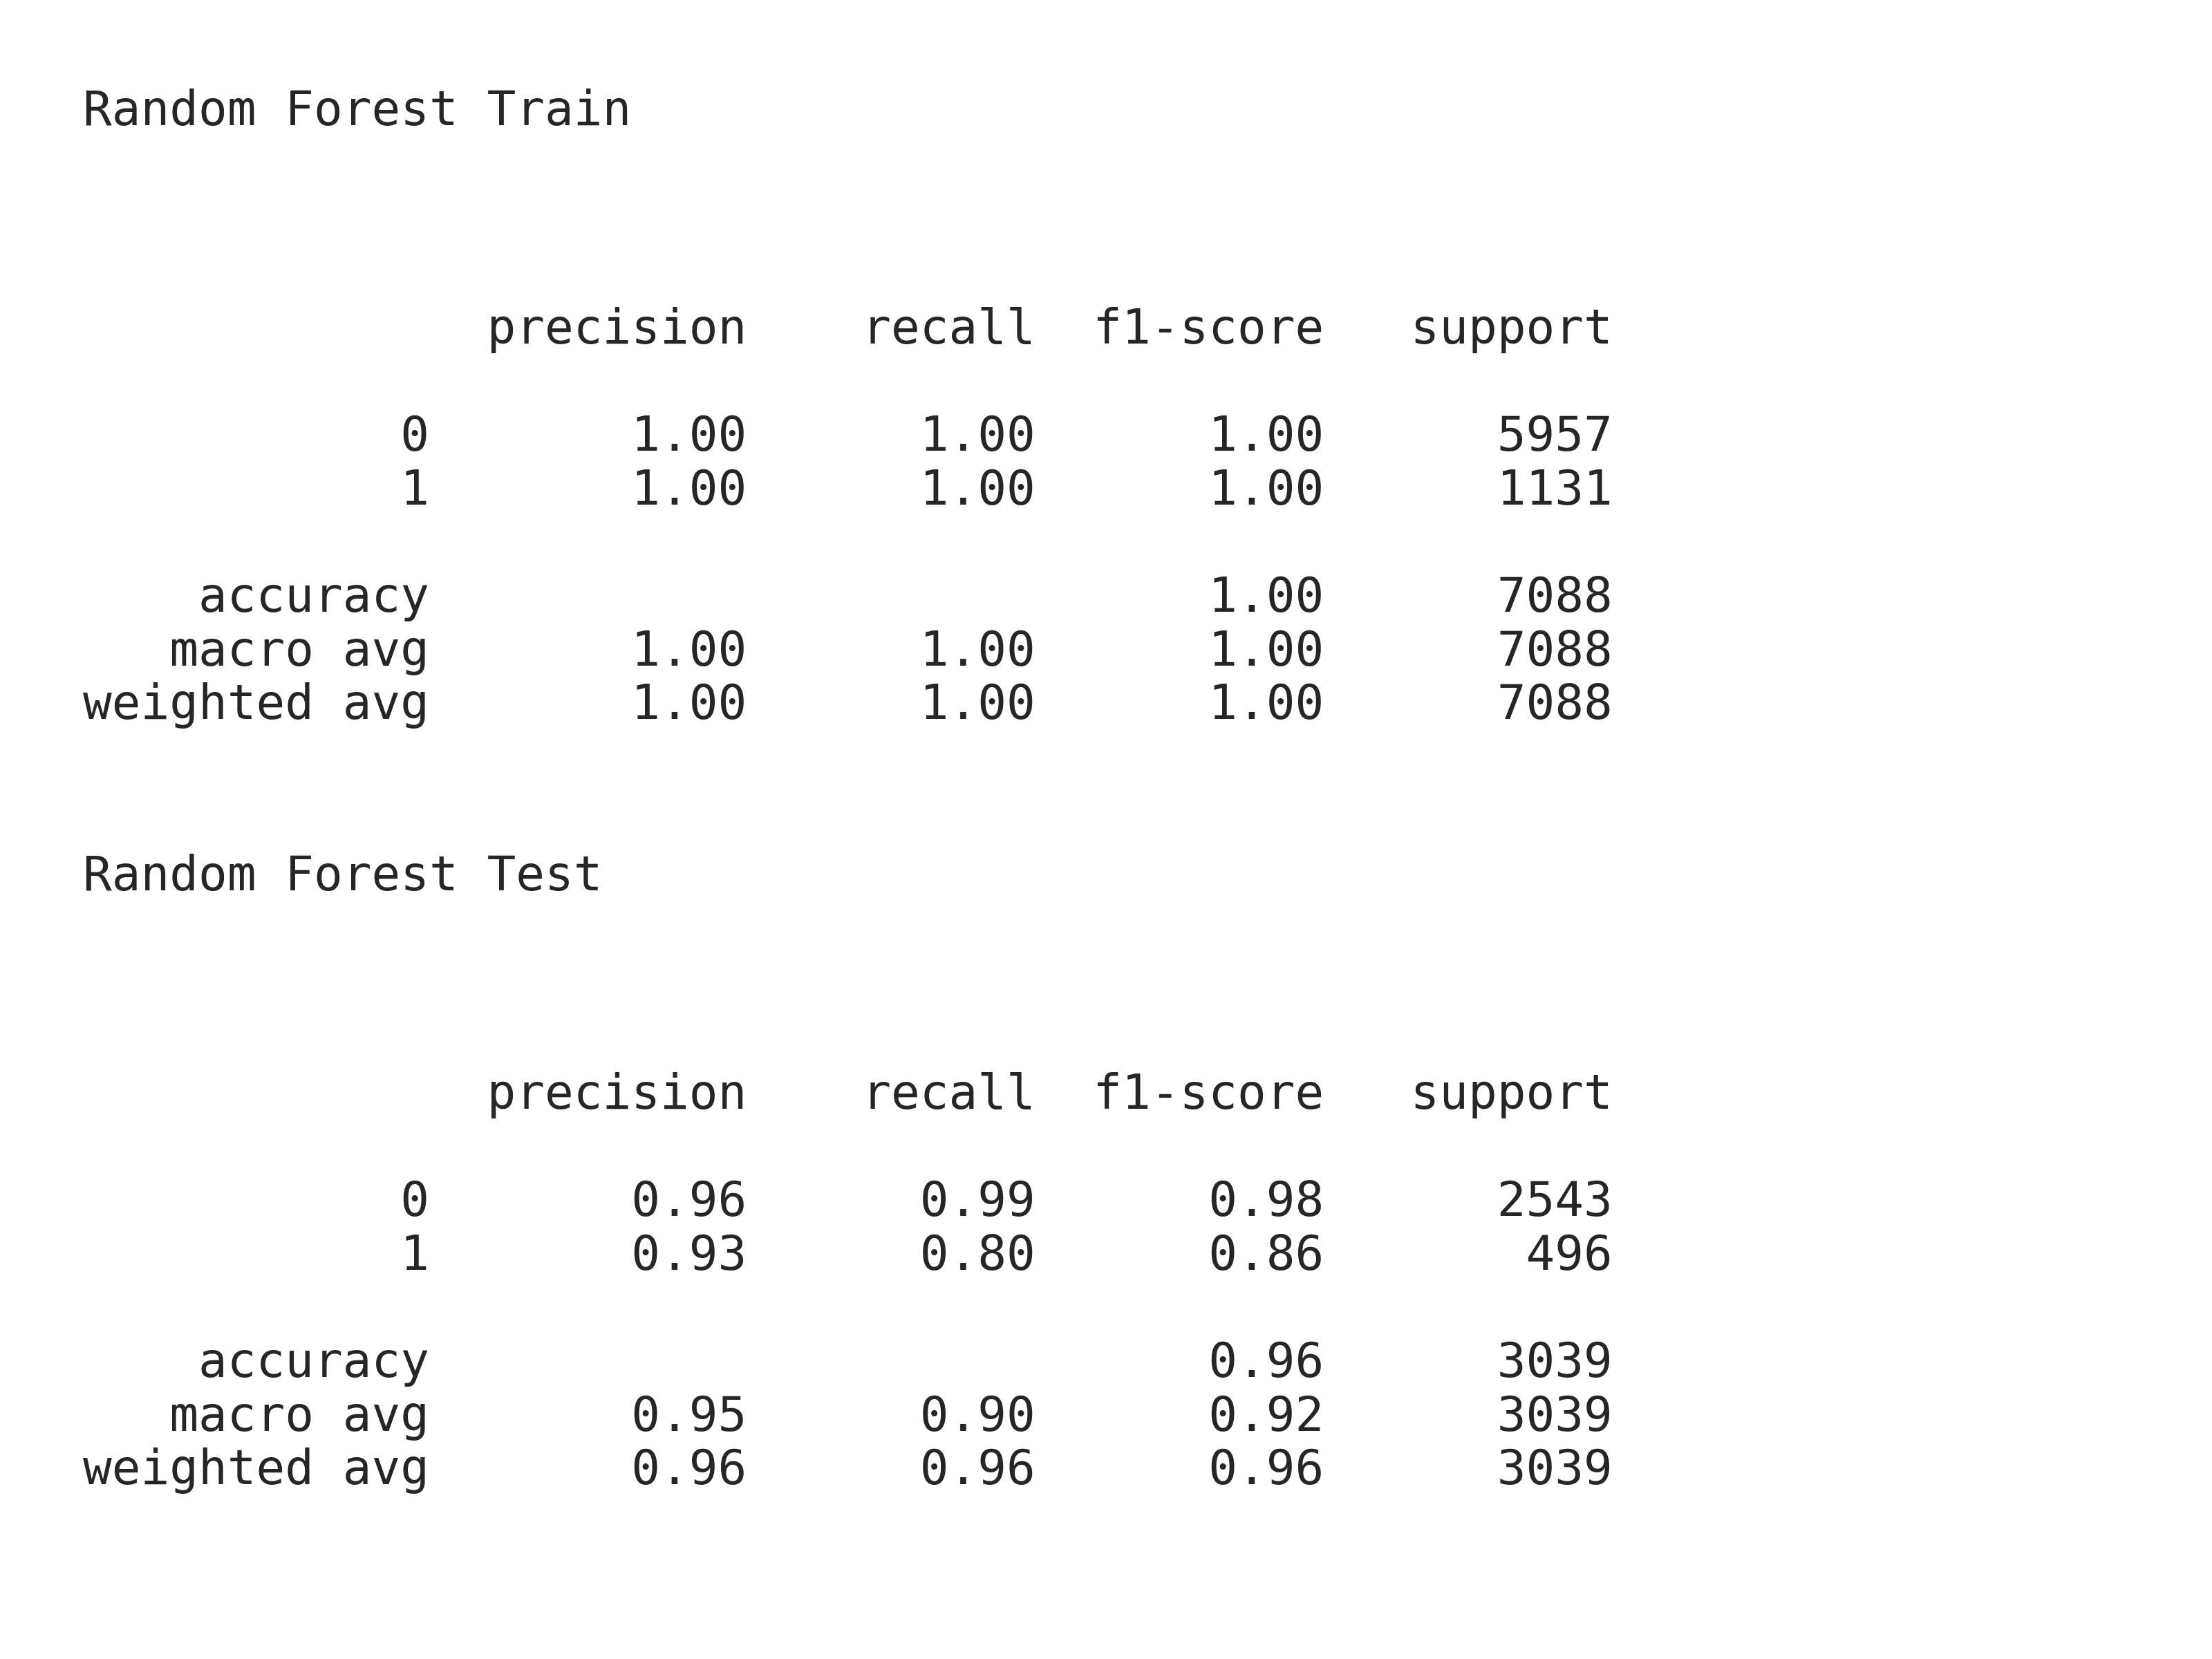 Random Forest Train
precision recall f1-score support
0 1.00 1.00 1.00 5957
1 1.00 1.00 1.00 1131
accuracy 1.00 7088
macro avg 1.00 1.00 1.00 7088
weighted avg 1.00 1.00 1.00 7088
Random Forest Test
precision recall f1-score support
0 0.96 0.99 0.98 2543
1 0.93 0.80 0.86 496
accuracy 0.96 3039
macro avg 0.95 0.90 0.92 3039
weighted avg 0.96 0.96 0.96 3039